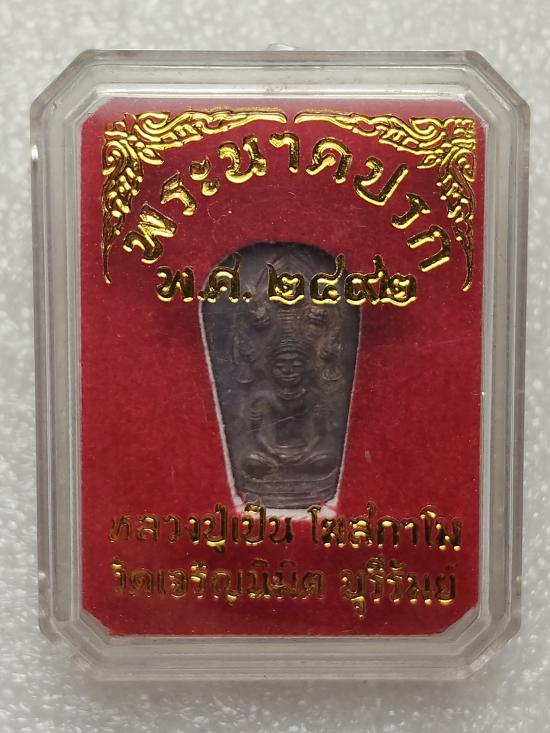 พระนาคปรก
พ.ศ. ๒๔๙๒
หลวงปู่เป็น โฆสกาโม
วัดเจริญนิมิต บุรีรัมย์